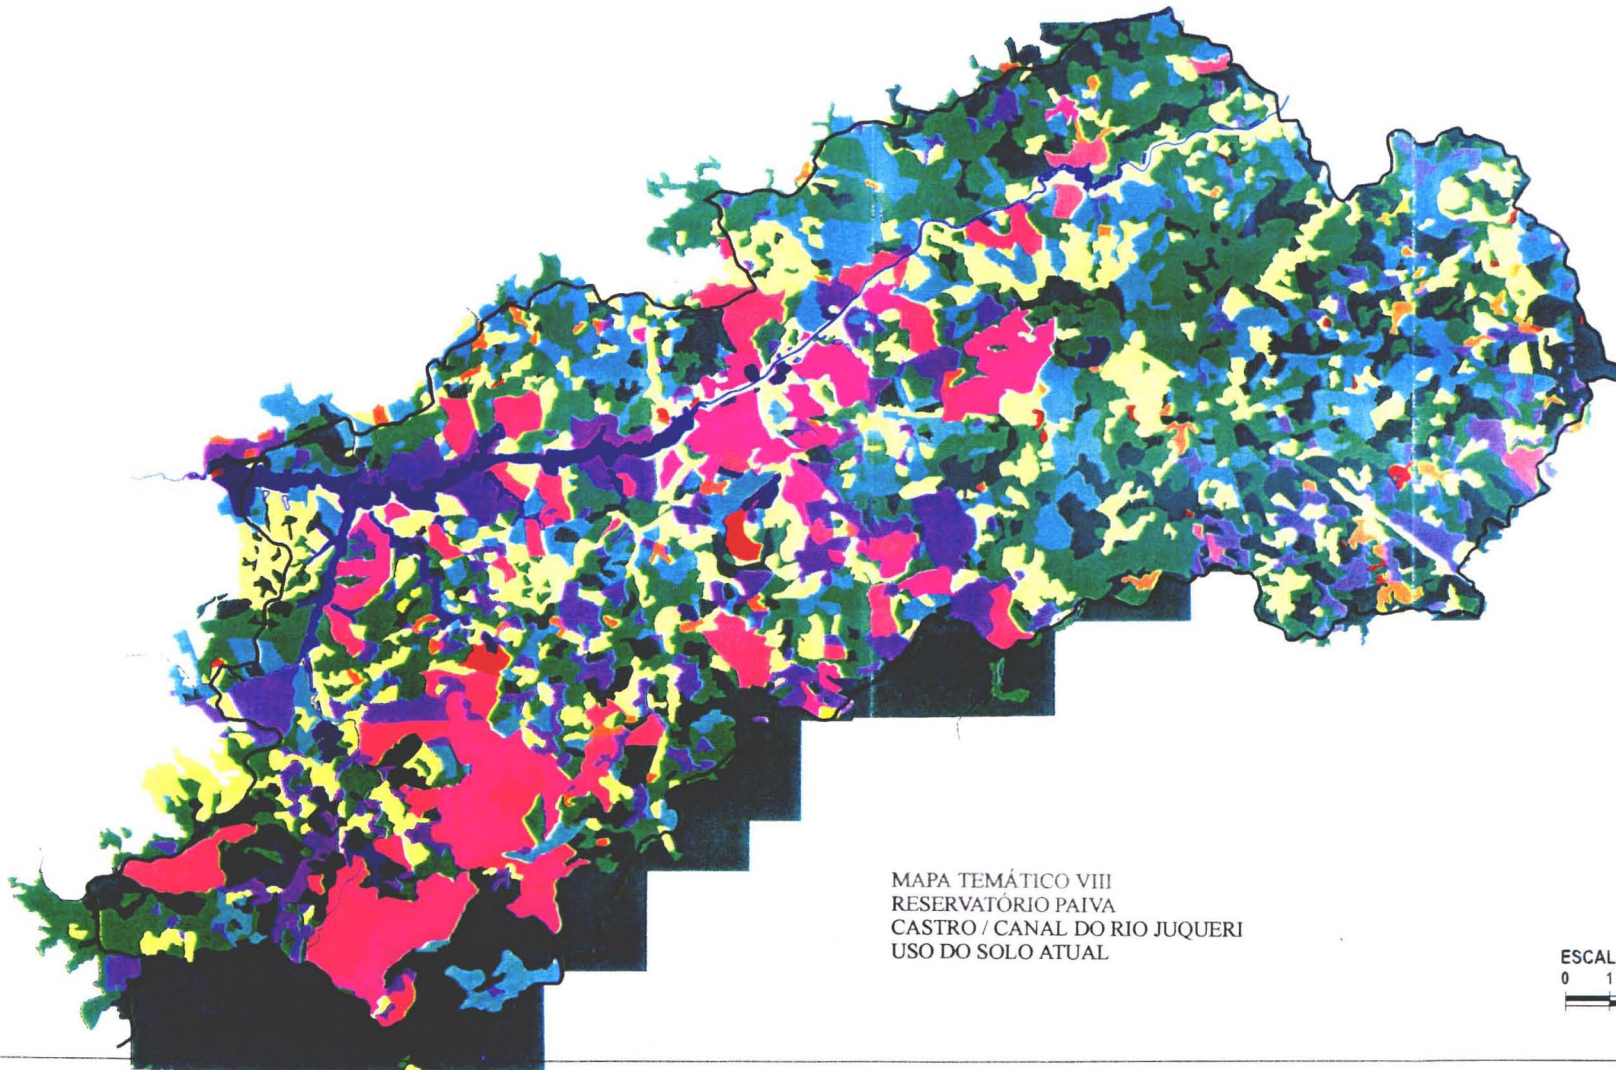 MAPA TEMÁTICO VIII
RESERVATÓRIO PAIVA
CASTRO / CANAL DO RIO JUQUERI
USO DO SOLO ATUAL
ESCAL
0 1